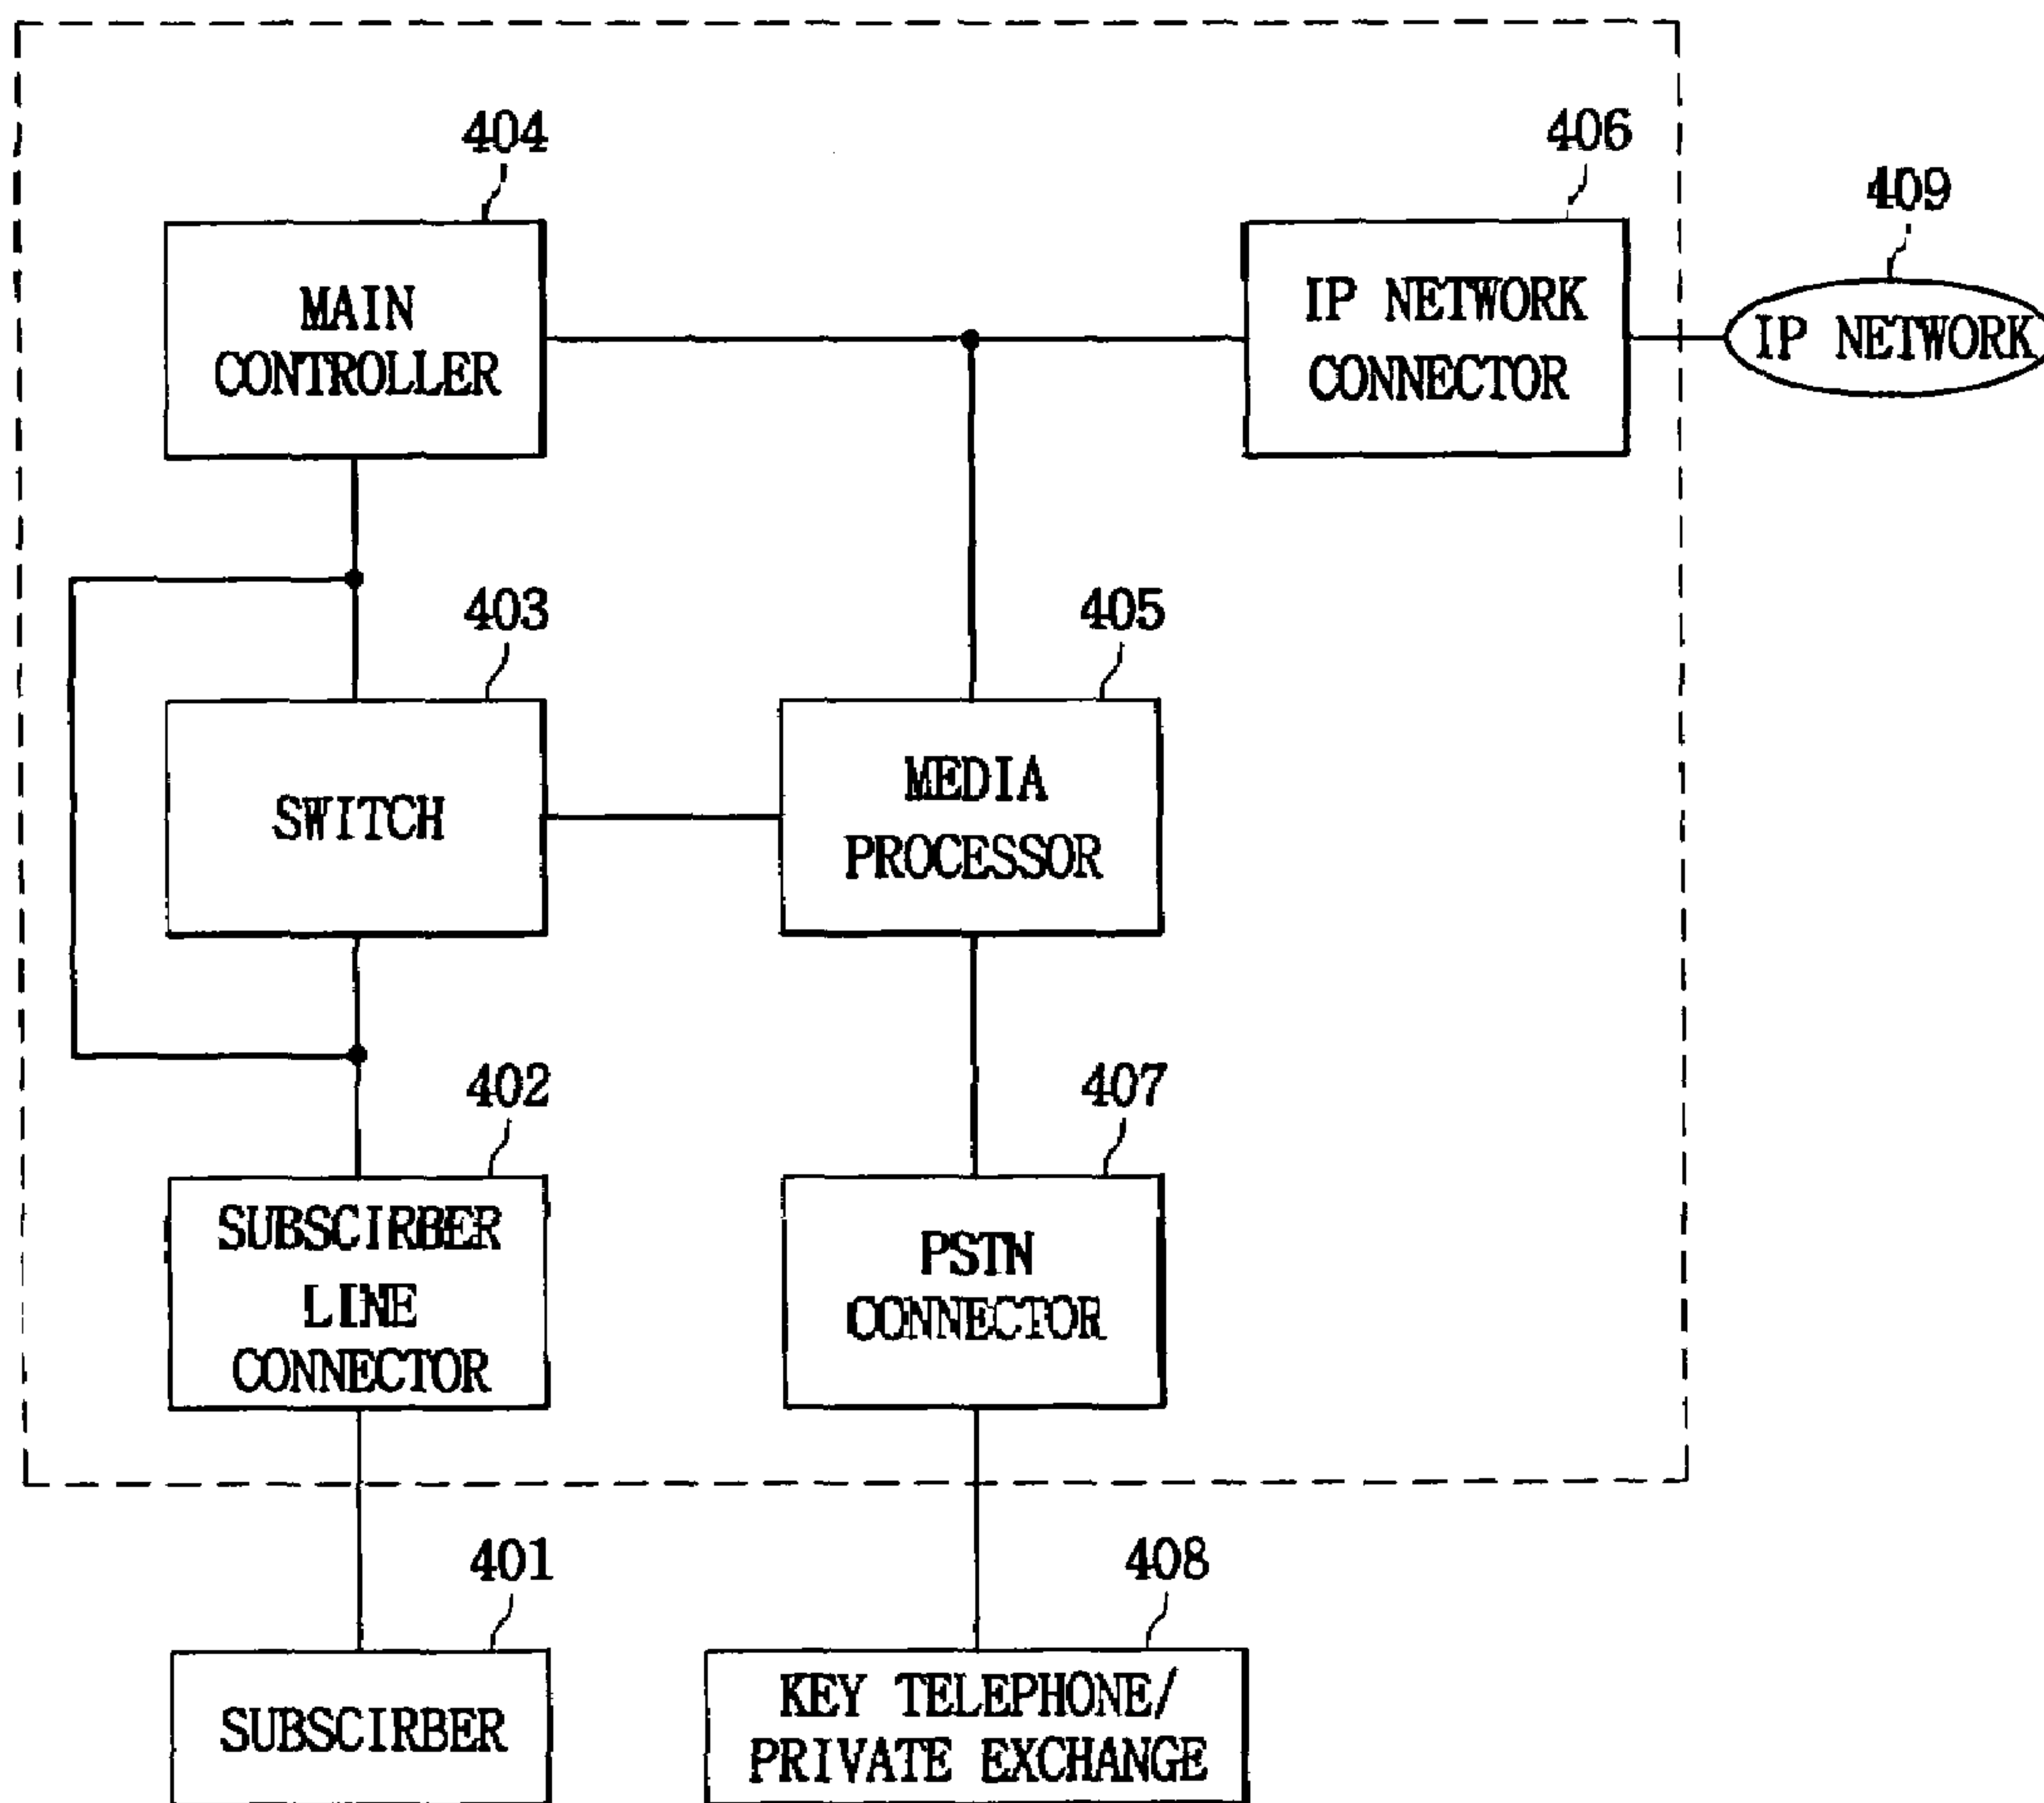 404
MAIN
CONTROLLER
406
IP NETWORK
CONNECTOR
409
IP NETWORK
403
SWITCH
405
MEDIA
PROCESSOR
402
SUBSCIRBER
LINE
CONNECTOR
407
PSTN
CONNECTOR
401
SUBSCIRBER
408
KEY TELEPHONE/
PRIVATE EXCHANGE